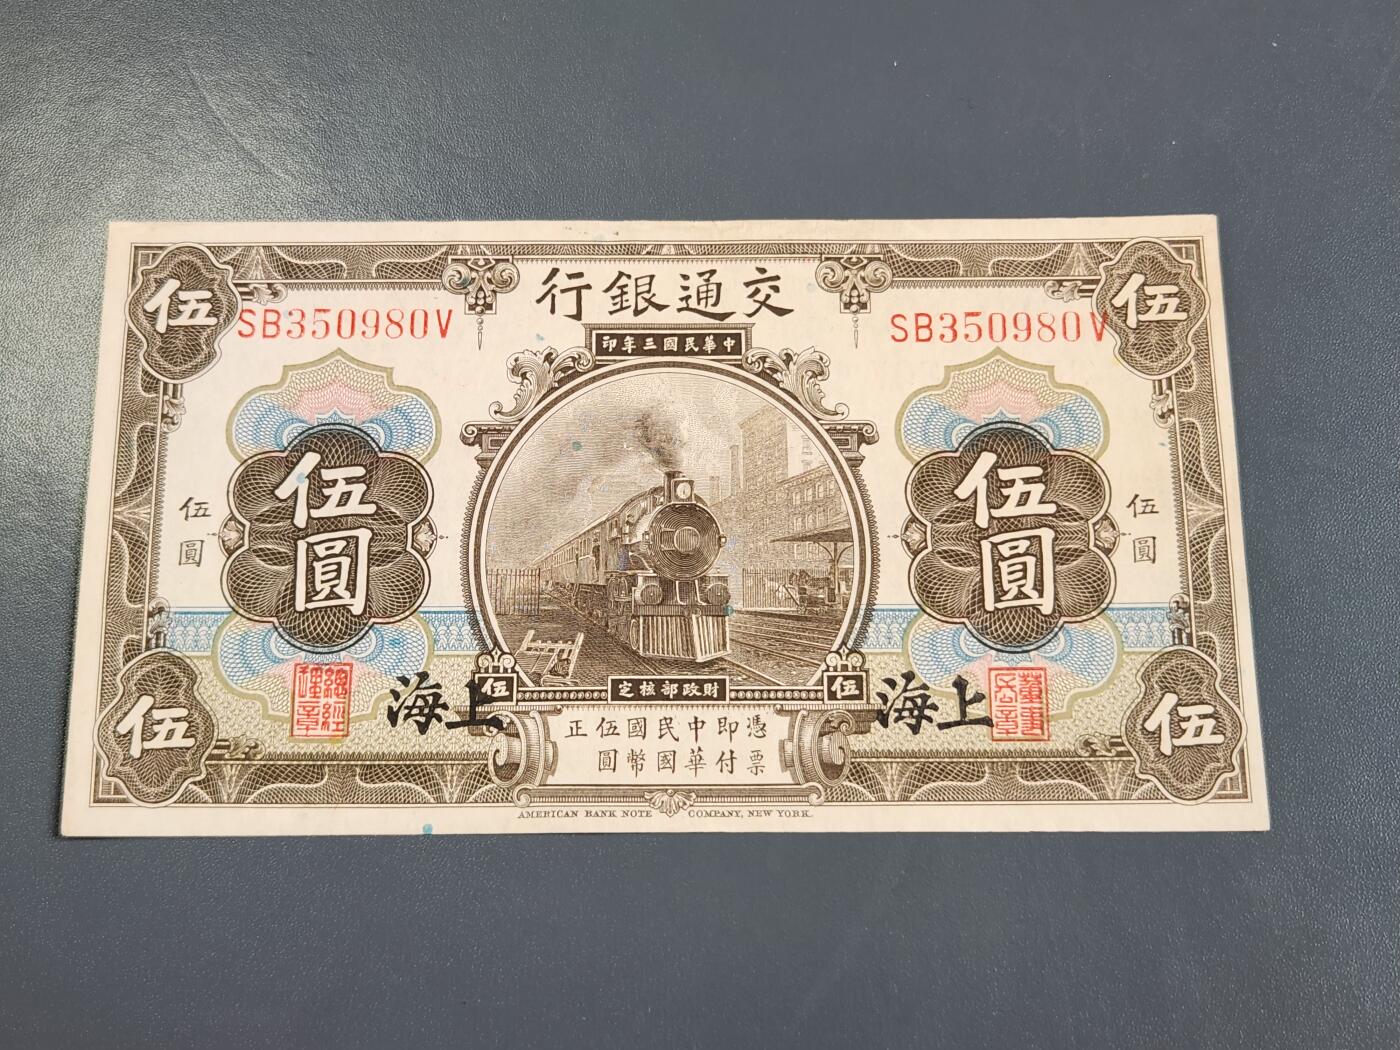 交通銀行
中華民國三年印
伍
伍
SB350980V
SB350980V
伍圓
伍圓
伍圓
伍圓
財政部核定
伍
伍
上海
上海
總經理章
董事長章
憑票即付中華民國國幣伍圓正
伍
伍
AMERICAN BANK NOTE COMPANY, NEW YORK.